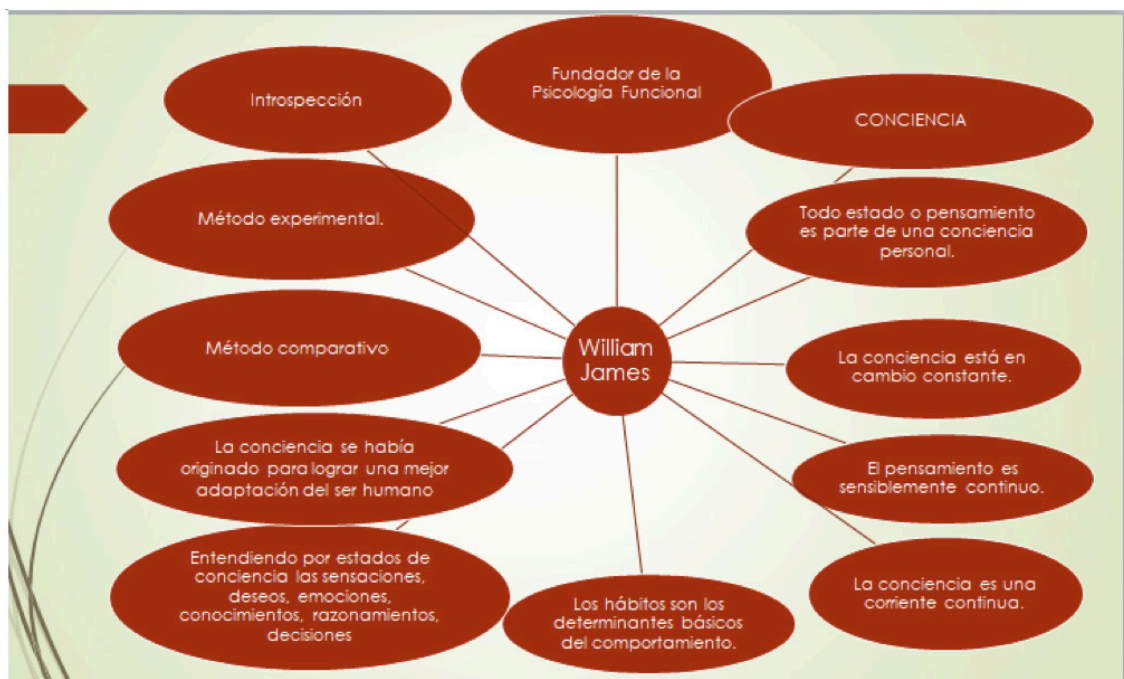 Fundador de la
Psicología Funcional
CONCIENCIA
Todo estado o pensamiento
es parte de una conciencia
personal.
La conciencia está en
cambio constante.
El pensamiento es
sensiblemente continuo.
La conciencia es una
corriente continua.
Los hábitos son los
determinantes básicos
del comportamiento.
Entendiendo por estados de
conciencia las sensaciones,
deseos, emociones,
conocimientos, razonamientos,
decisiones
La conciencia se había
originado para lograr una mejor
adaptación del ser humano
Método comparativo
Método experimental.
Introspección
William
James